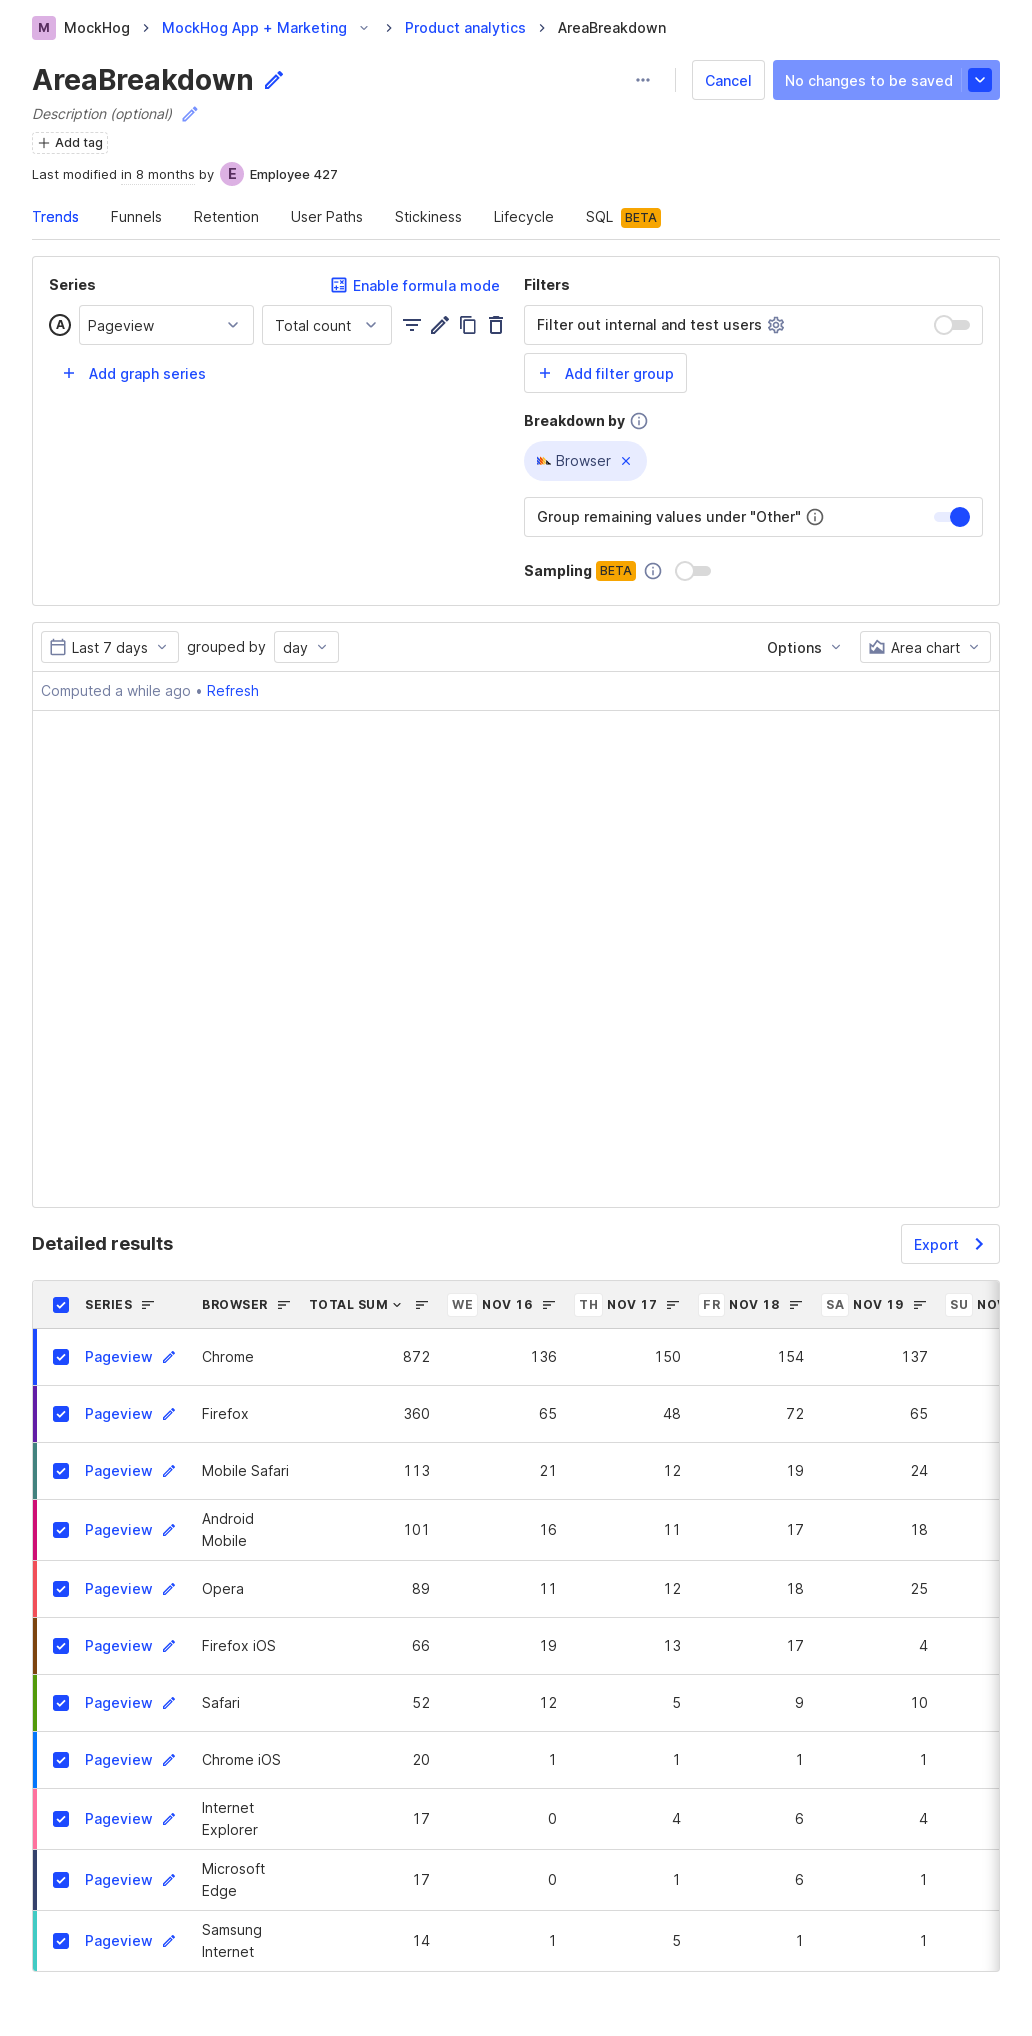 M MockHog MockHog App + Marketing Product analytics AreaBreakdown
AreaBreakdown
Cancel No changes to be saved
Description (optional)
Add tag
Last modified in 8 months by E Employee 427
Trends Funnels Retention User Paths Stickiness Lifecycle SQL BETA
Series Enable formula mode
A Pageview Total count
Add graph series
Filters
Filter out internal and test users
Add filter group
Breakdown by
Browser
Group remaining values under "Other"
Sampling BETA
Last 7 days grouped by day Options Area chart
Computed a while ago • Refresh
Detailed results Export
SERIES BROWSER TOTAL SUM WE NOV 16 TH NOV 17 FR NOV 18 SA NOV 19 SU NOV
Pageview Chrome 872 136 150 154 137
Pageview Firefox 360 65 48 72 65
Pageview Mobile Safari 113 21 12 19 24
Pageview Android Mobile 101 16 11 17 18
Pageview Opera 89 11 12 18 25
Pageview Firefox iOS 66 19 13 17 4
Pageview Safari 52 12 5 9 10
Pageview Chrome iOS 20 1 1 1 1
Pageview Internet Explorer 17 0 4 6 4
Pageview Microsoft Edge 17 0 1 6 1
Pageview Samsung Internet 14 1 5 1 1